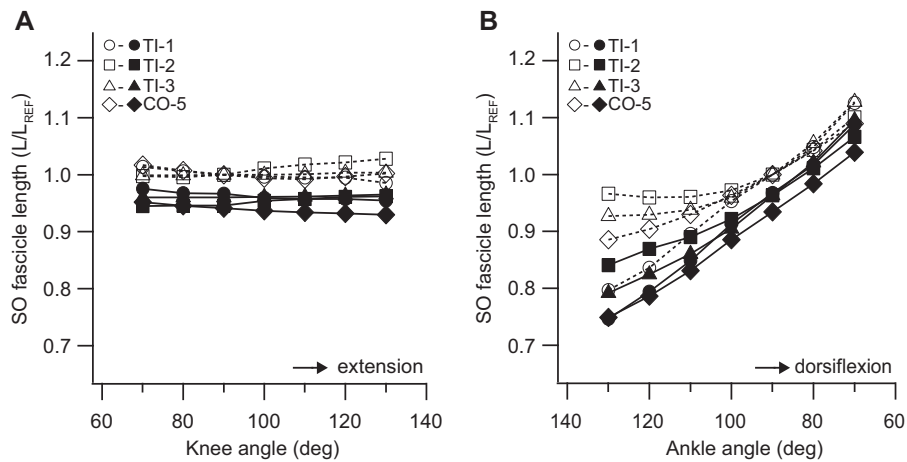 A
B
TI-1
TI-2
TI-3
CO-5
TI-1
TI-2
TI-3
CO-5
SO fascicle length (L/LREF)
1.2
1.1
1.0
0.9
0.8
0.7
extension
60
80
100
120
140
Knee angle (deg)
SO fascicle length (L/LREF)
1.2
1.1
1.0
0.9
0.8
0.7
dorsiflexion
140
120
100
80
60
Ankle angle (deg)